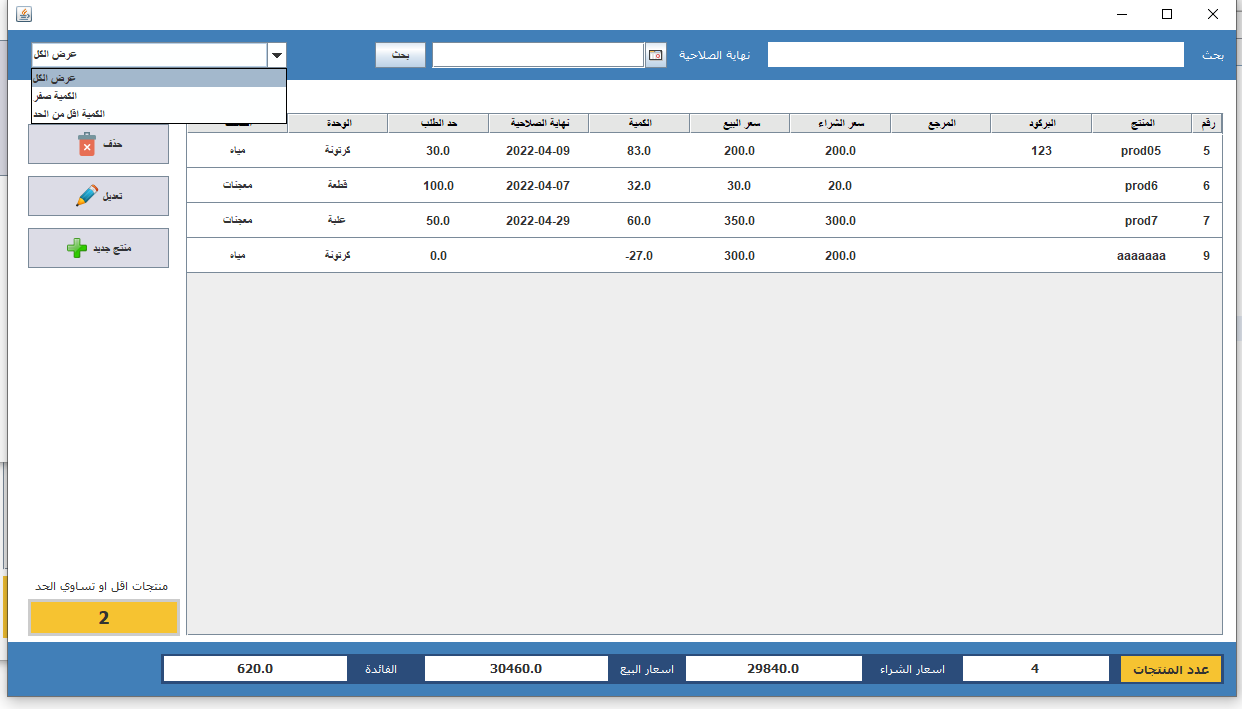 بحث
نهاية الصلاحية
بحث
عرض الكل
عرض الكل
الكمية صفر
الكمية اقل من الحد
رقم المنتج البركود المرجع سعر الشراء سعر البيع الكمية نهاية الصلاحية حد الطلب الوحدة
5 prod05 123 200.0 200.0 83.0 2022-04-09 30.0 كرتونة مياه
6 prod6 20.0 30.0 32.0 2022-04-07 100.0 قطعة معجنات
7 prod7 300.0 350.0 60.0 2022-04-29 50.0 علبة معجنات
9 aaaaaaa 200.0 300.0 -27.0 0.0 كرتونة مياه
حذف
تعديل
منتج جديد
منتجات اقل او تساوي الحد
2
عدد المنتجات 4 اسعار الشراء 29840.0 اسعار البيع 30460.0 الفائدة 620.0